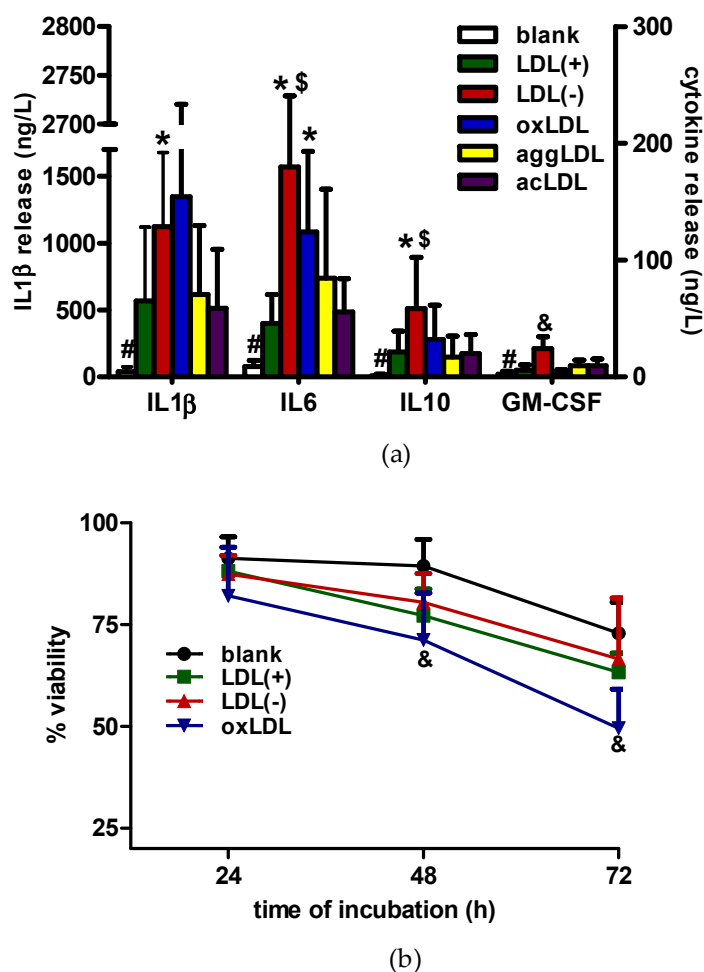 2800
2750
2700
1500
1000
500
0
IL1β release (ng/L)
300
200
100
0
cytokine release (ng/L)
blank
LDL(+)
LDL(-)
oxLDL
aggLDL
acLDL
# * # * $ * # * $ # &
IL1β IL6 IL10 GM-CSF
(a)
100
75
50
25
% viability
blank
LDL(+)
LDL(-)
oxLDL
&
&
24 48 72
time of incubation (h)
(b)